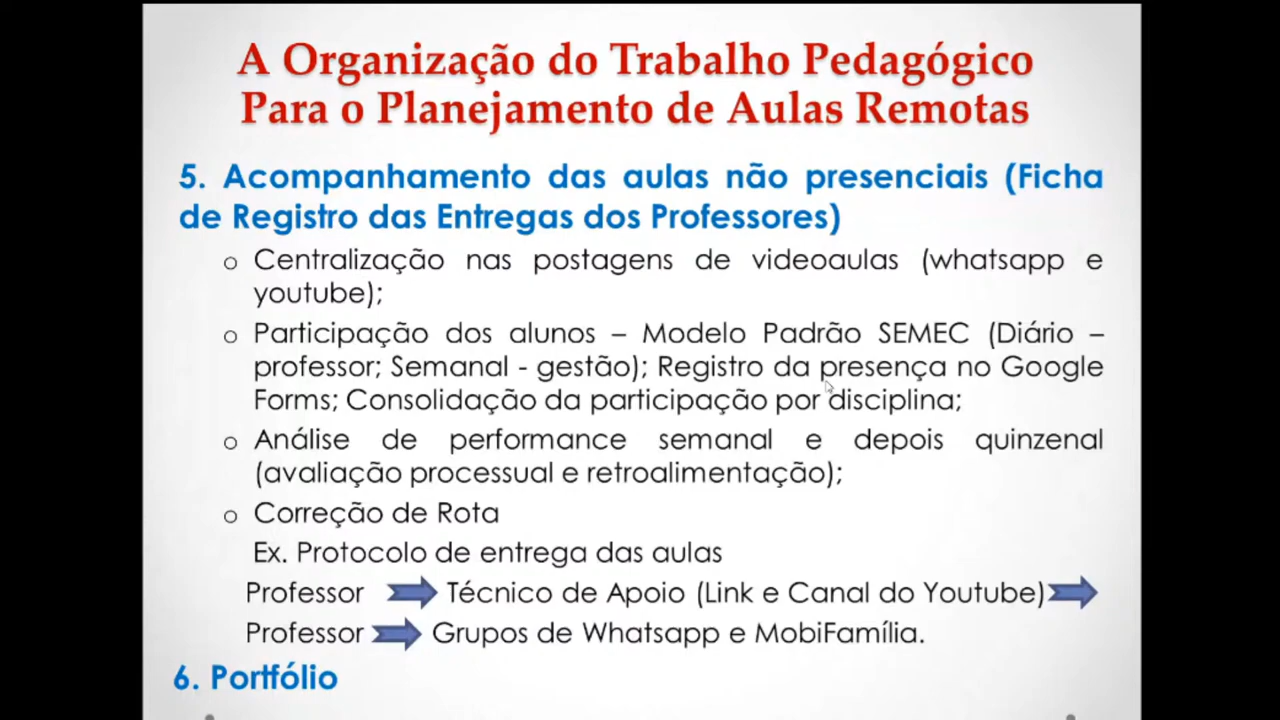 A Organização do Trabalho Pedagógico
Para o Planejamento de Aulas Remotas
5. Acompanhamento das aulas não presenciais (Ficha
de Registro das Entregas dos Professores)
o Centralização nas postagens de videoaulas (whatsapp e
youtube);
o Participação dos alunos – Modelo Padrão SEMEC (Diário –
professor; Semanal - gestão); Registro da presença no Google
Forms; Consolidação da participação por disciplina;
o Análise de performance semanal e depois quinzenal
(avaliação processual e retroalimentação);
o Correção de Rota
Ex. Protocolo de entrega das aulas
Professor Técnico de Apoio (Link e Canal do Youtube)
Professor Grupos de Whatsapp e MobiFamília.
6. Portfólio